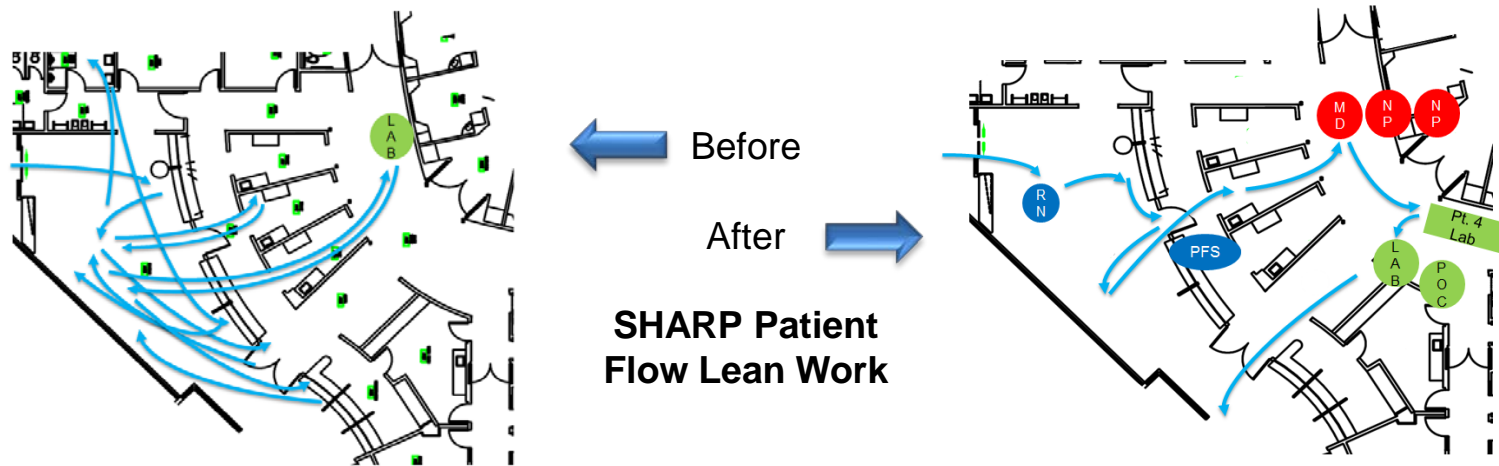 LAB
Before
After
SHARP Patient
Flow Lean Work
MD
NP
NP
RN
PFS
Pt. 4
Lab
LAB
POC